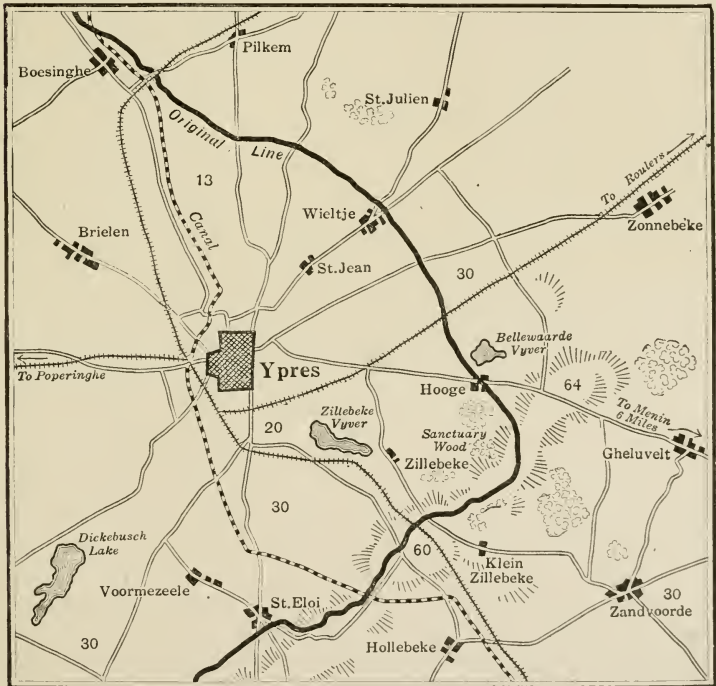 Pilkem
Boesinghe
St. Julien
Original Line
13
Canal
To Roulers
Wieltje
Zonnebeke
Brielen
St. Jean
30
Bellewaarde
Vyver
To Poperinghe
Ypres
Hooge
64
To Menin
6 Miles
Zillebeke
Vyver
20
Sanctuary
Wood
Gheluvelt
Zillebeke
30
Dickebusch
Lake
60
Klein
Zillebeke
Voormezeele
St. Eloi
30
Zandvoorde
30
Hollebeke